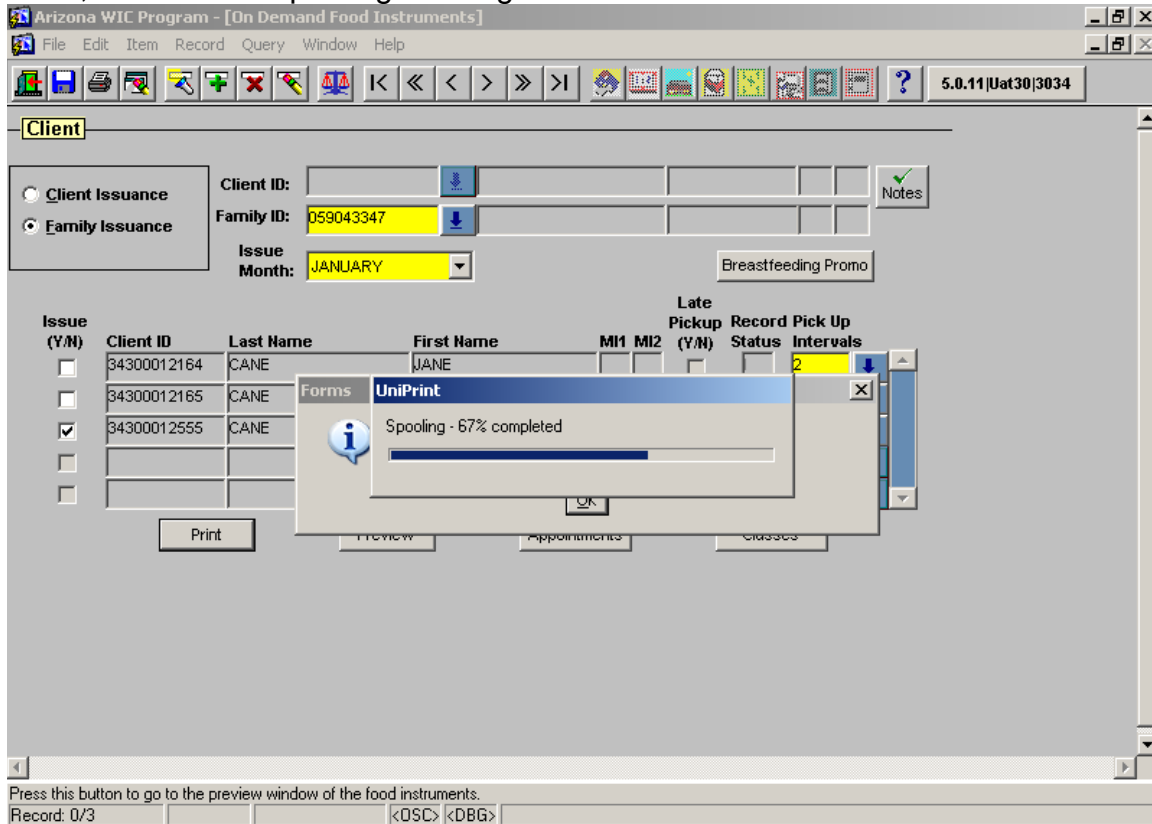 Arizona WIC Program - [On Demand Food Instruments]
File Edit Item Record Query Window Help
5.0.11|Uat30|3034
Client
Client Issuance
Family Issuance
Client ID:
Family ID: 059043347
Notes
Issue Month: JANUARY
Breastfeeding Promo
Issue (Y/N) Client ID Last Name First Name MI1 MI2 Late Pickup (Y/N) Record Status Pick Up Intervals
34300012164 CANE JANE 2
34300012165 CANE
34300012555 CANE
Forms
UniPrint
Spooling - 67% completed
OK
Print Preview Appointments Classes
Press this button to go to the preview window of the food instruments.
Record: 0/3 <OSC> <DBG>